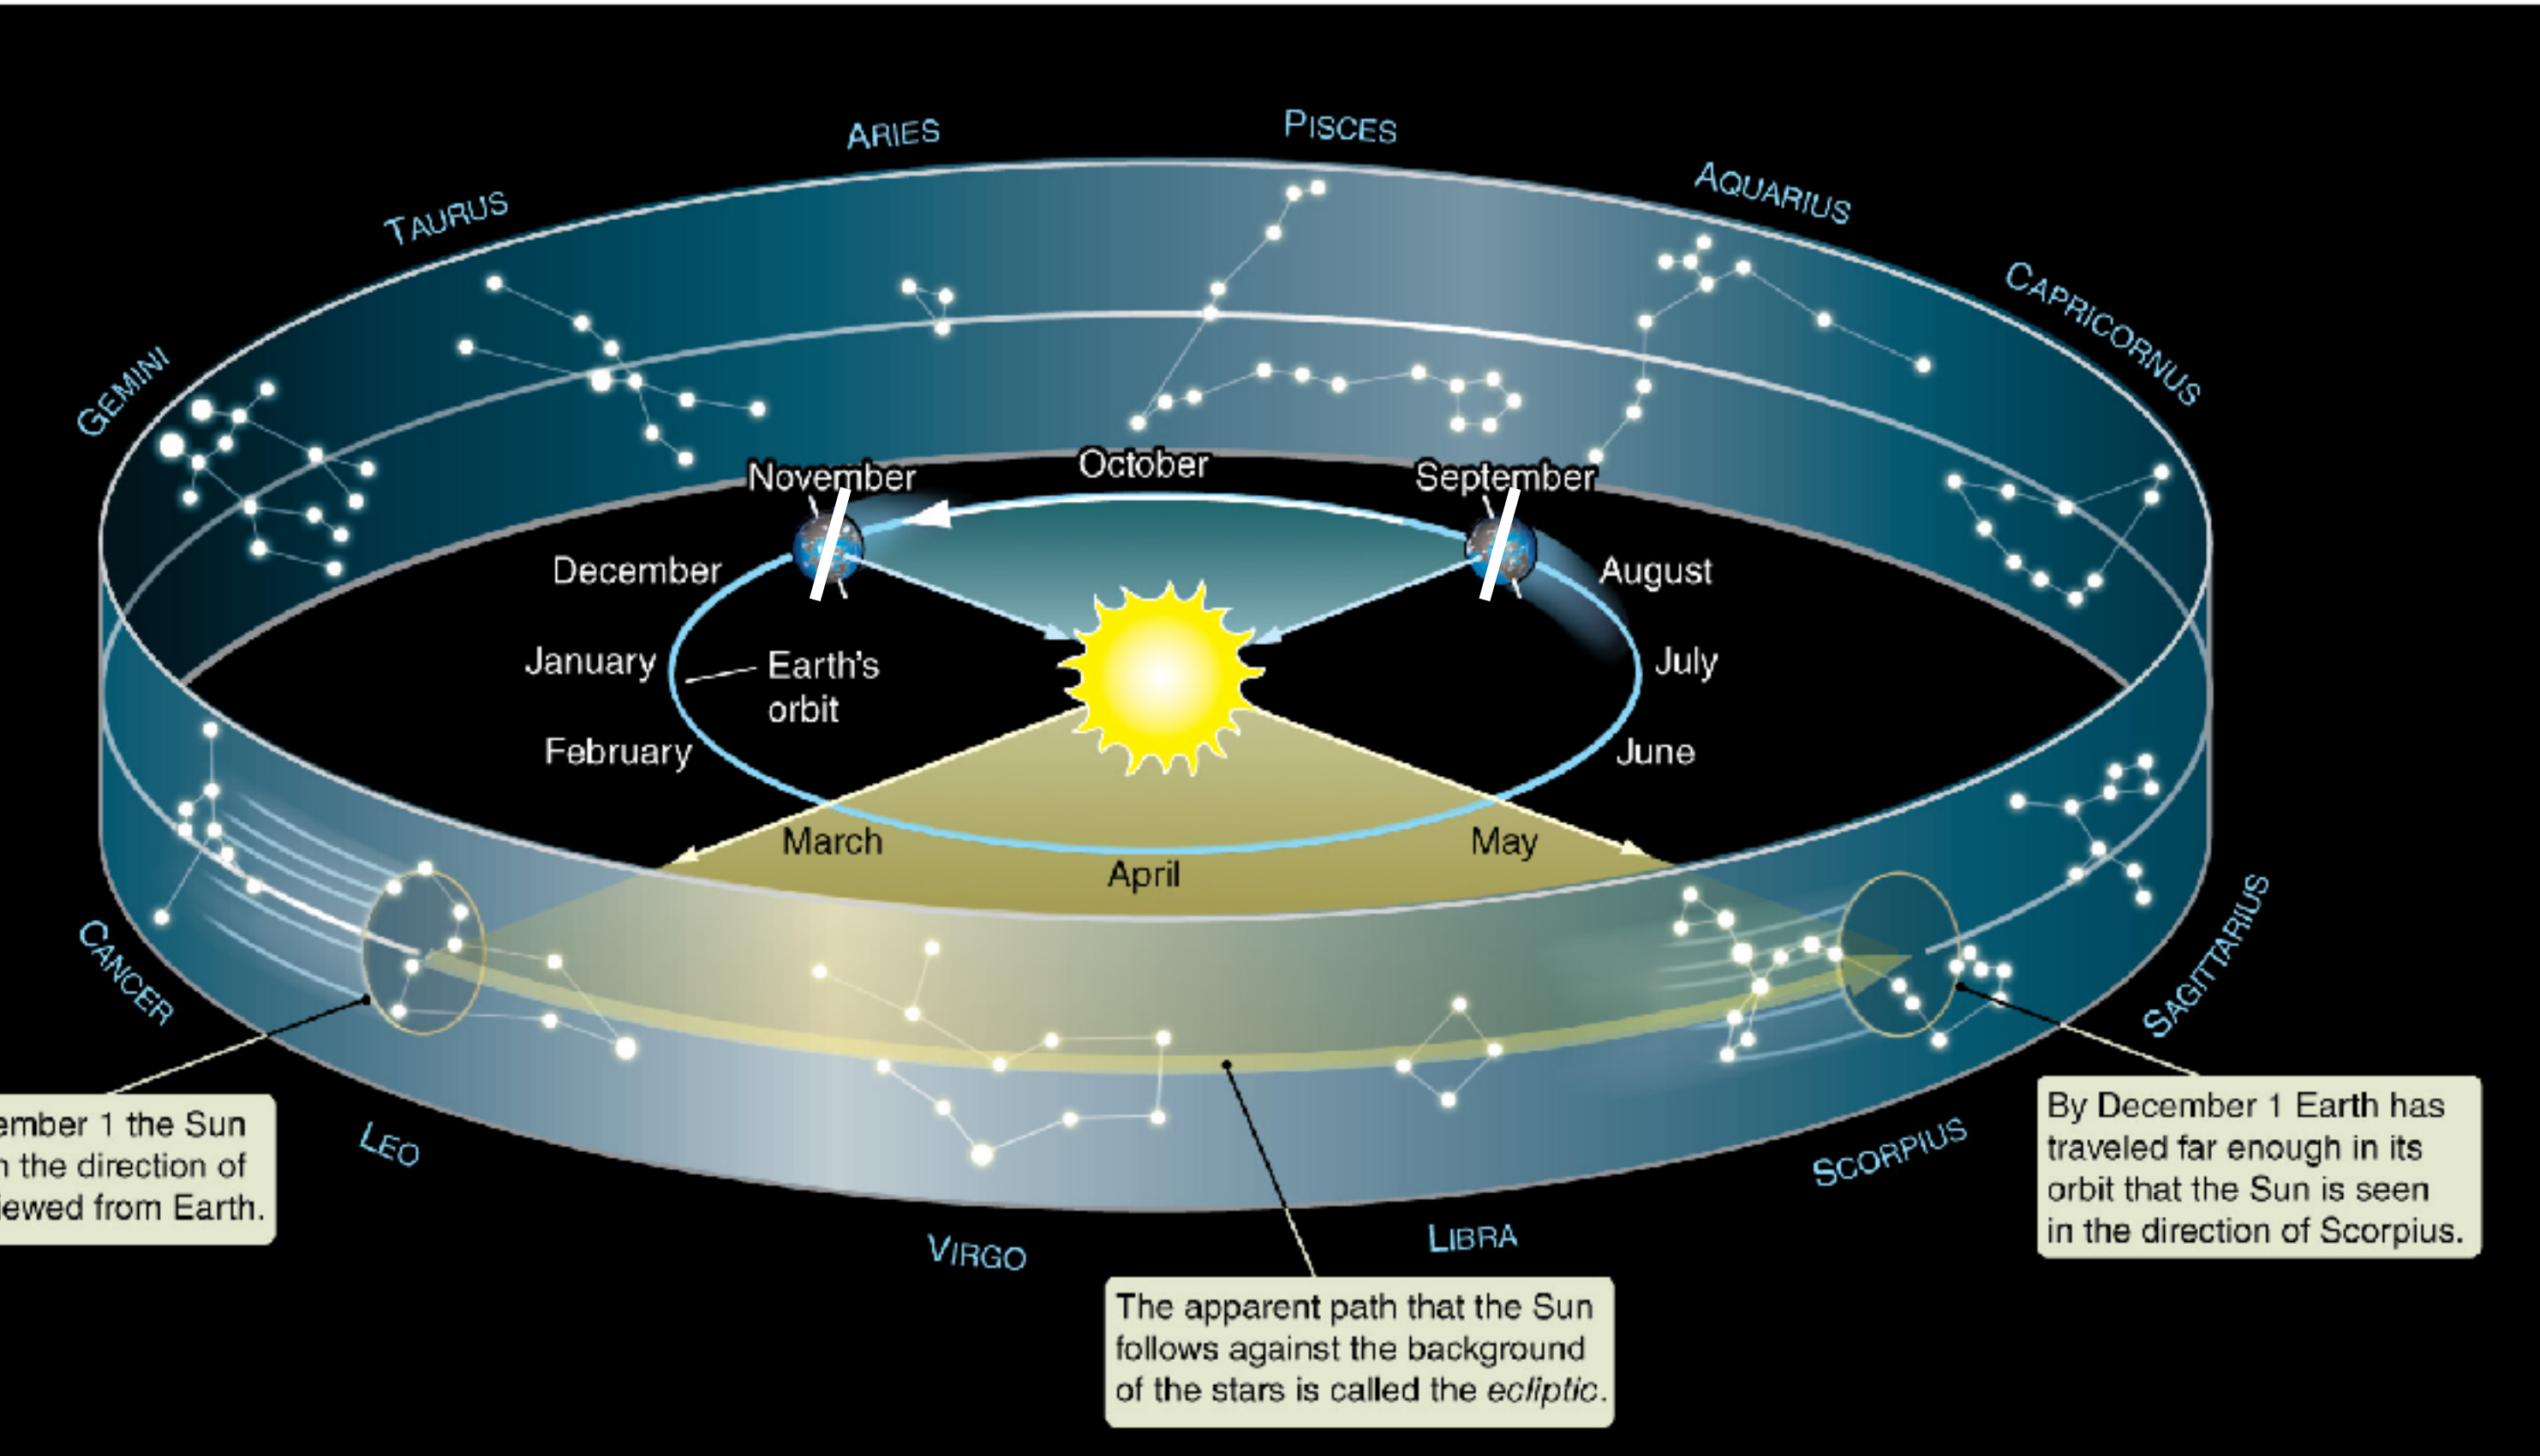 ARIES
PISCES
TAURUS
AQUARIUS
GEMINI
CAPRICORNUS
November
October
September
December
August
January
Earth's
orbit
July
February
June
March
April
May
CANCER
SAGITTARIUS
LEO
SCORPIUS
VIRGO
LIBRA
1 the Sun
the direction of
from Earth.
By December 1 Earth has
traveled far enough in its
orbit that the Sun is seen
in the direction of Scorpius.
The apparent path that the Sun
follows against the background
of the stars is called the ecliptic.